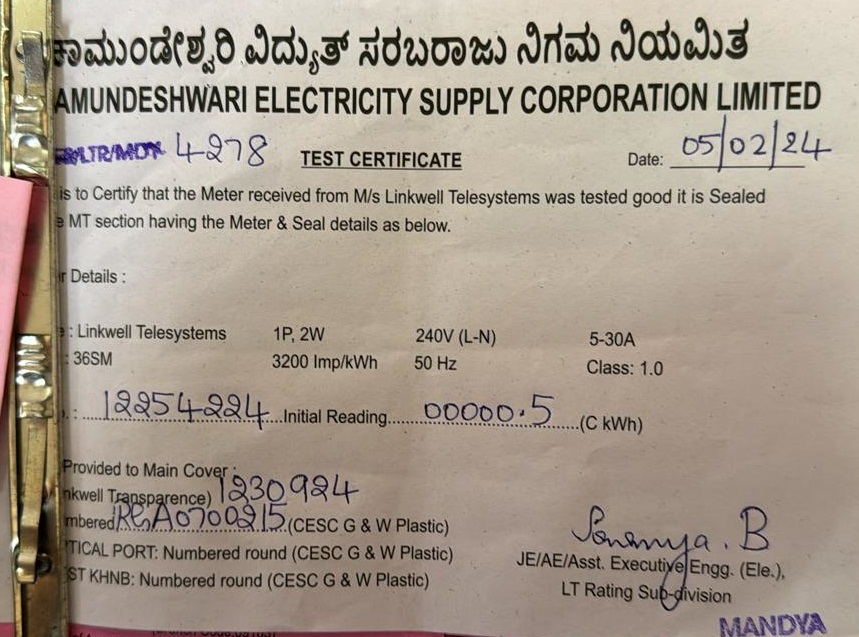 ಚಾಮುಂಡೇಶ್ವರಿ ವಿದ್ಯುತ್ ಸರಬರಾಜು ನಿಗಮ ನಿಯಮಿತ
AMUNDESHWARI ELECTRICITY SUPPLY CORPORATION LIMITED
LTR/MDY 4278 TEST CERTIFICATE Date: 05/02/24
is to Certify that the Meter received from M/s Linkwell Telesystems was tested good it is Sealed
e MT section having the Meter & Seal details as below.
r Details :
e : Linkwell Telesystems 1P, 2W 240V (L-N) 5-30A
: 36SM 3200 Imp/kWh 50 Hz Class: 1.0
. : 12254224 Initial Reading 00000.5 (C kWh)
Provided to Main Cover :
nkwell Transparence) 1230924
mbered RGA0700215 (CESC G & W Plastic)
TICAL PORT: Numbered round (CESC G & W Plastic)
ST KHNB: Numbered round (CESC G & W Plastic)
JE/AE/Asst. Executive Engg. (Ele.),
LT Rating Sub-division
MANDYA